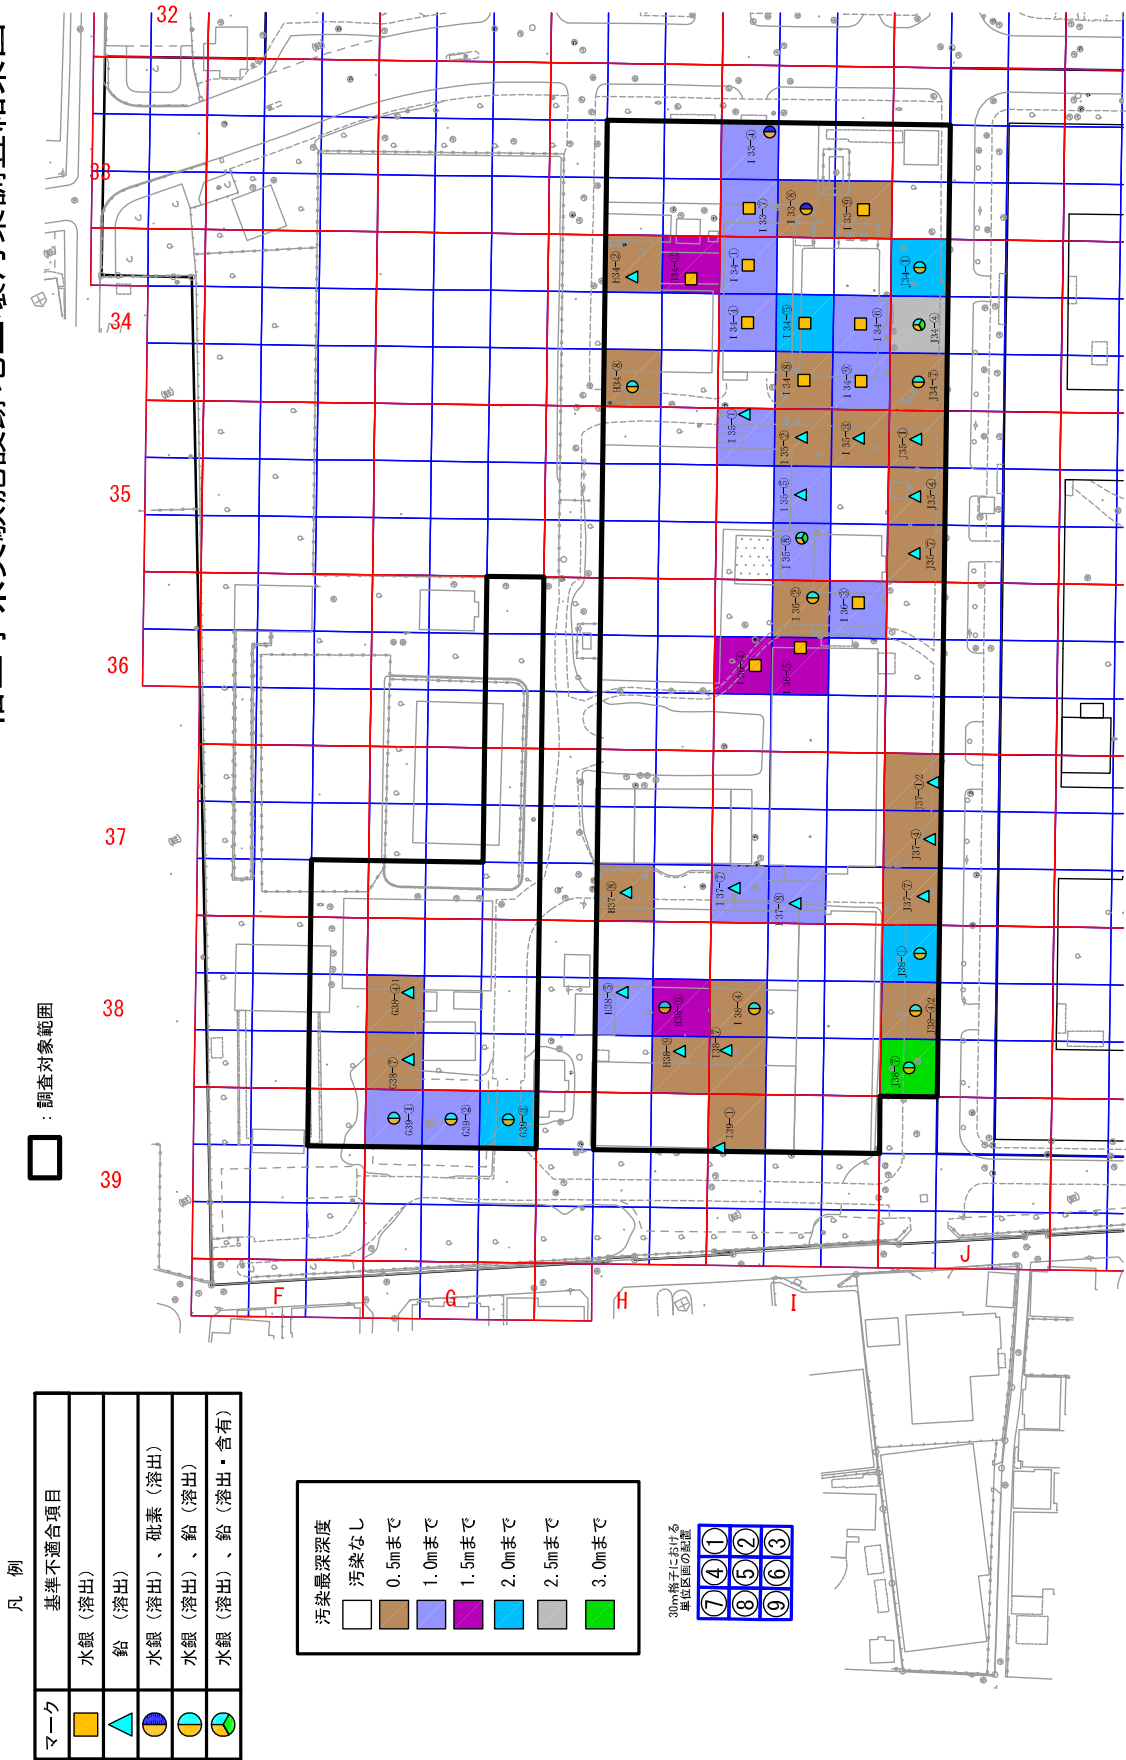 32
33
34
35
36
37
38
39
F
G
H
I
J
I33-4
I33-⑦
I33-⑧
I33-⑨
H34-②
H34-③
I34-①
J34-①
I34-④
I34-⑤
I34-⑥
J34-④
H34-⑧
I34-⑧
I34-⑨
J34-⑦
I35-①
I35-②
I35-③
J35-①
I35-⑤
J35-④
I35-⑧
J35-⑦
I36-②
I36-③
I36-④
I36-⑤
J37-①2
J37-④
H37-⑧
I37-⑦
I37-⑧
J37-⑦
J38-①
G38-④1
H38-⑤
H38-⑥
I38-④
J38-④2
G38-⑦
H38-⑨
I38-⑦
J38-⑦
G39-①
G39-②
G39-③
I39-①
：調査対象範囲
凡 例
マーク 基準不適合項目
水銀（溶出）
鉛 （溶出）
水銀（溶出）、砒素（溶出）
水銀（溶出）、鉛（溶出）
水銀（溶出）、鉛（溶出・含有）
汚染最深深度
汚染なし
0.5mまで
1.0mまで
1.5mまで
2.0mまで
2.5mまで
3.0mまで
30m格子における
単位区画の配置
⑦ ④ ①
⑧ ⑤ ②
⑨ ⑥ ③